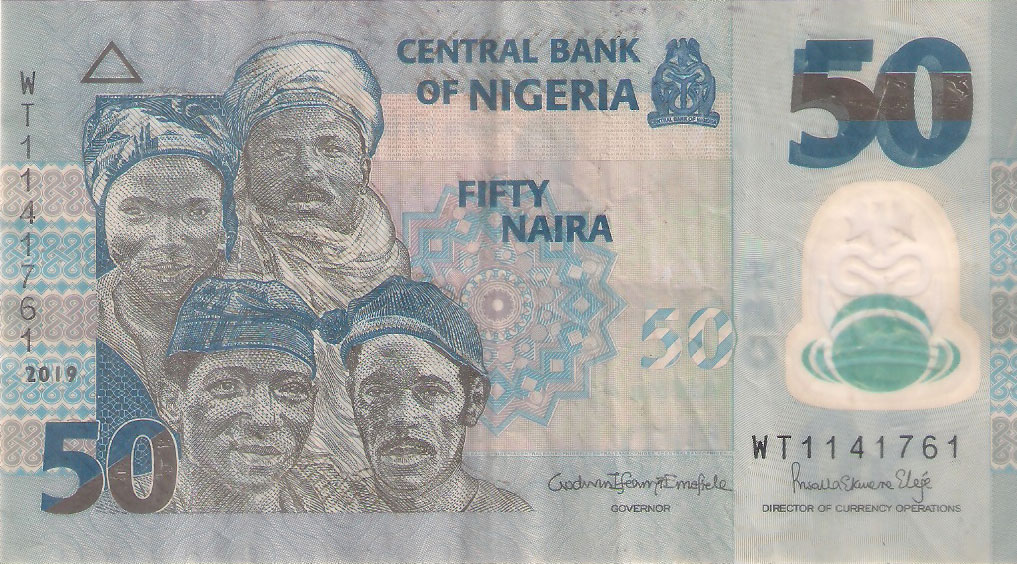 CENTRAL BANK
OF NIGERIA
50
CENTRAL BANK OF NIGERIA
WT1141761
FIFTY
NAIRA
50
2019
50
WT1141761
Godwin Ifeanyi Emefiele
GOVERNOR
Priscilla Ekwere Eleje
DIRECTOR OF CURRENCY OPERATIONS